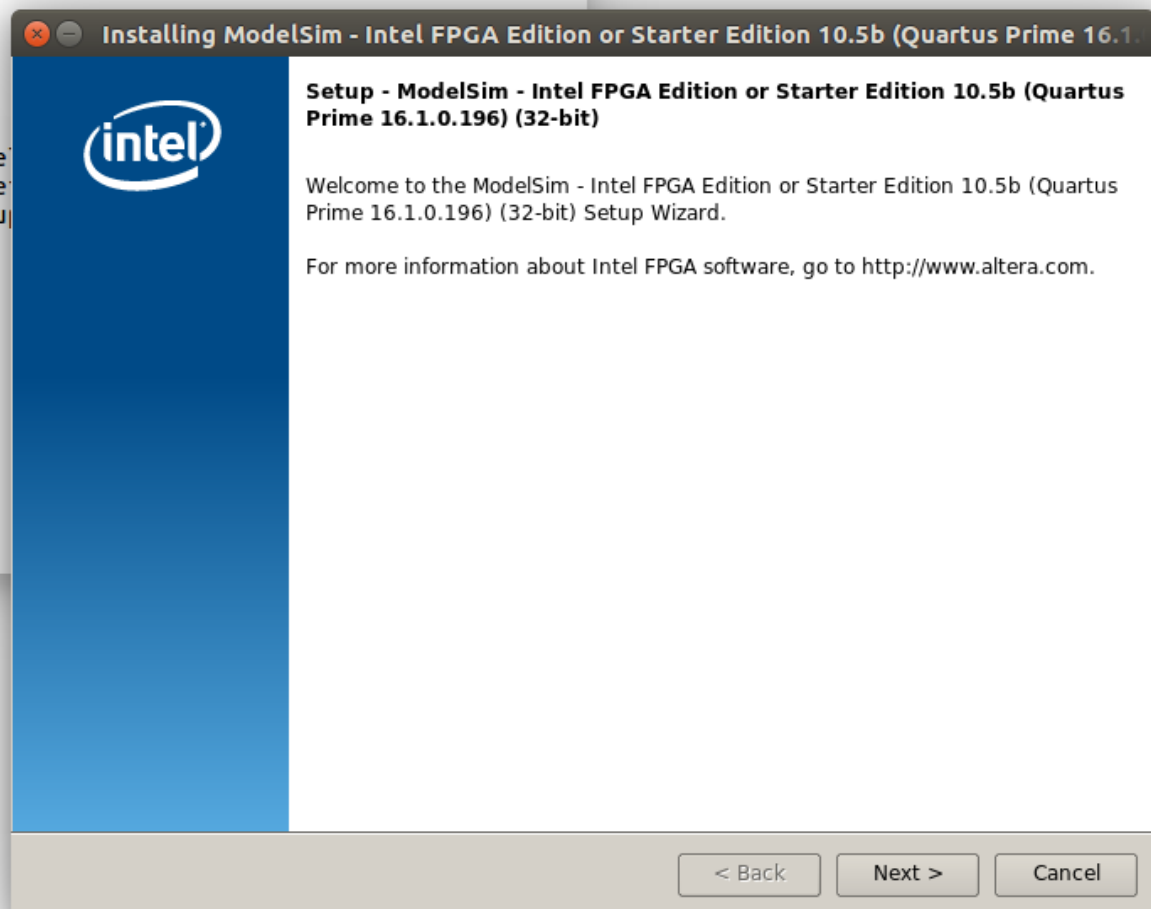 Installing ModelSim - Intel FPGA Edition or Starter Edition 10.5b (Quartus Prime 16.1.
intel
Setup - ModelSim - Intel FPGA Edition or Starter Edition 10.5b (Quartus
Prime 16.1.0.196) (32-bit)
Welcome to the ModelSim - Intel FPGA Edition or Starter Edition 10.5b (Quartus
Prime 16.1.0.196) (32-bit) Setup Wizard.
For more information about Intel FPGA software, go to http://www.altera.com.
< Back
Next >
Cancel